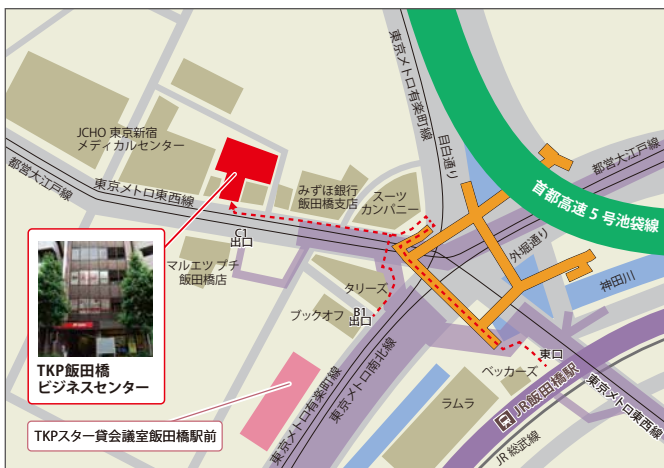 東京メトロ有楽町線
目白通り
首都高速5号池袋線
都営大江戸線
JCHO 東京新宿
メディカルセンター
都営大江戸線
東京メトロ東西線
みずほ銀行
飯田橋支店
スーツ
カンパニー
外堀通り
神田川
C1
出口
マルエツ プチ
飯田橋店
タリーズ
ブックオフ
B1
出口
東口
ベッカーズ
TKP飯田橋
ビジネスセンター
東京メトロ有楽町線
東京メトロ南北線
ラムラ
JR飯田橋駅
東京メトロ東西線
JR 総武線
TKPスター貸会議室飯田橋駅前